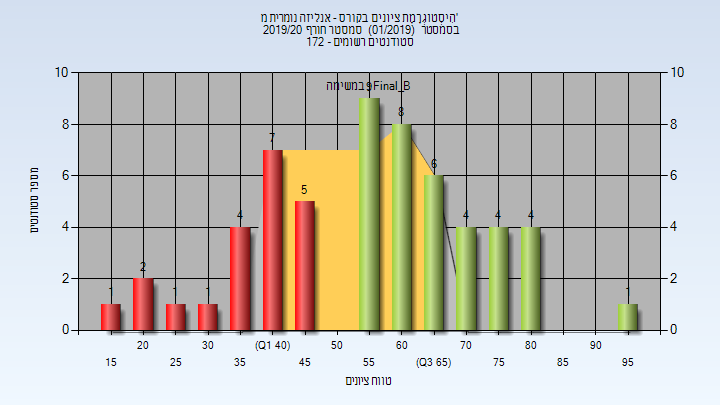 היסטוגרמת ציונים בקורס - אנליזה נומרית מ'
בסמסטר (01/2019) סמסטר חורף 2019/20
סטודנטים רשומים - 172
במשימה Final_B
מספר סטודנטים
10 10
8 8
6 6
4 4
2 2
0 0
1 2 1 1 4 7 5 9 8 6 4 4 4 1
20 30 (Q1 40) 50 60 70 80 90
15 25 35 45 55 (Q3 65) 75 85 95
טווח ציונים